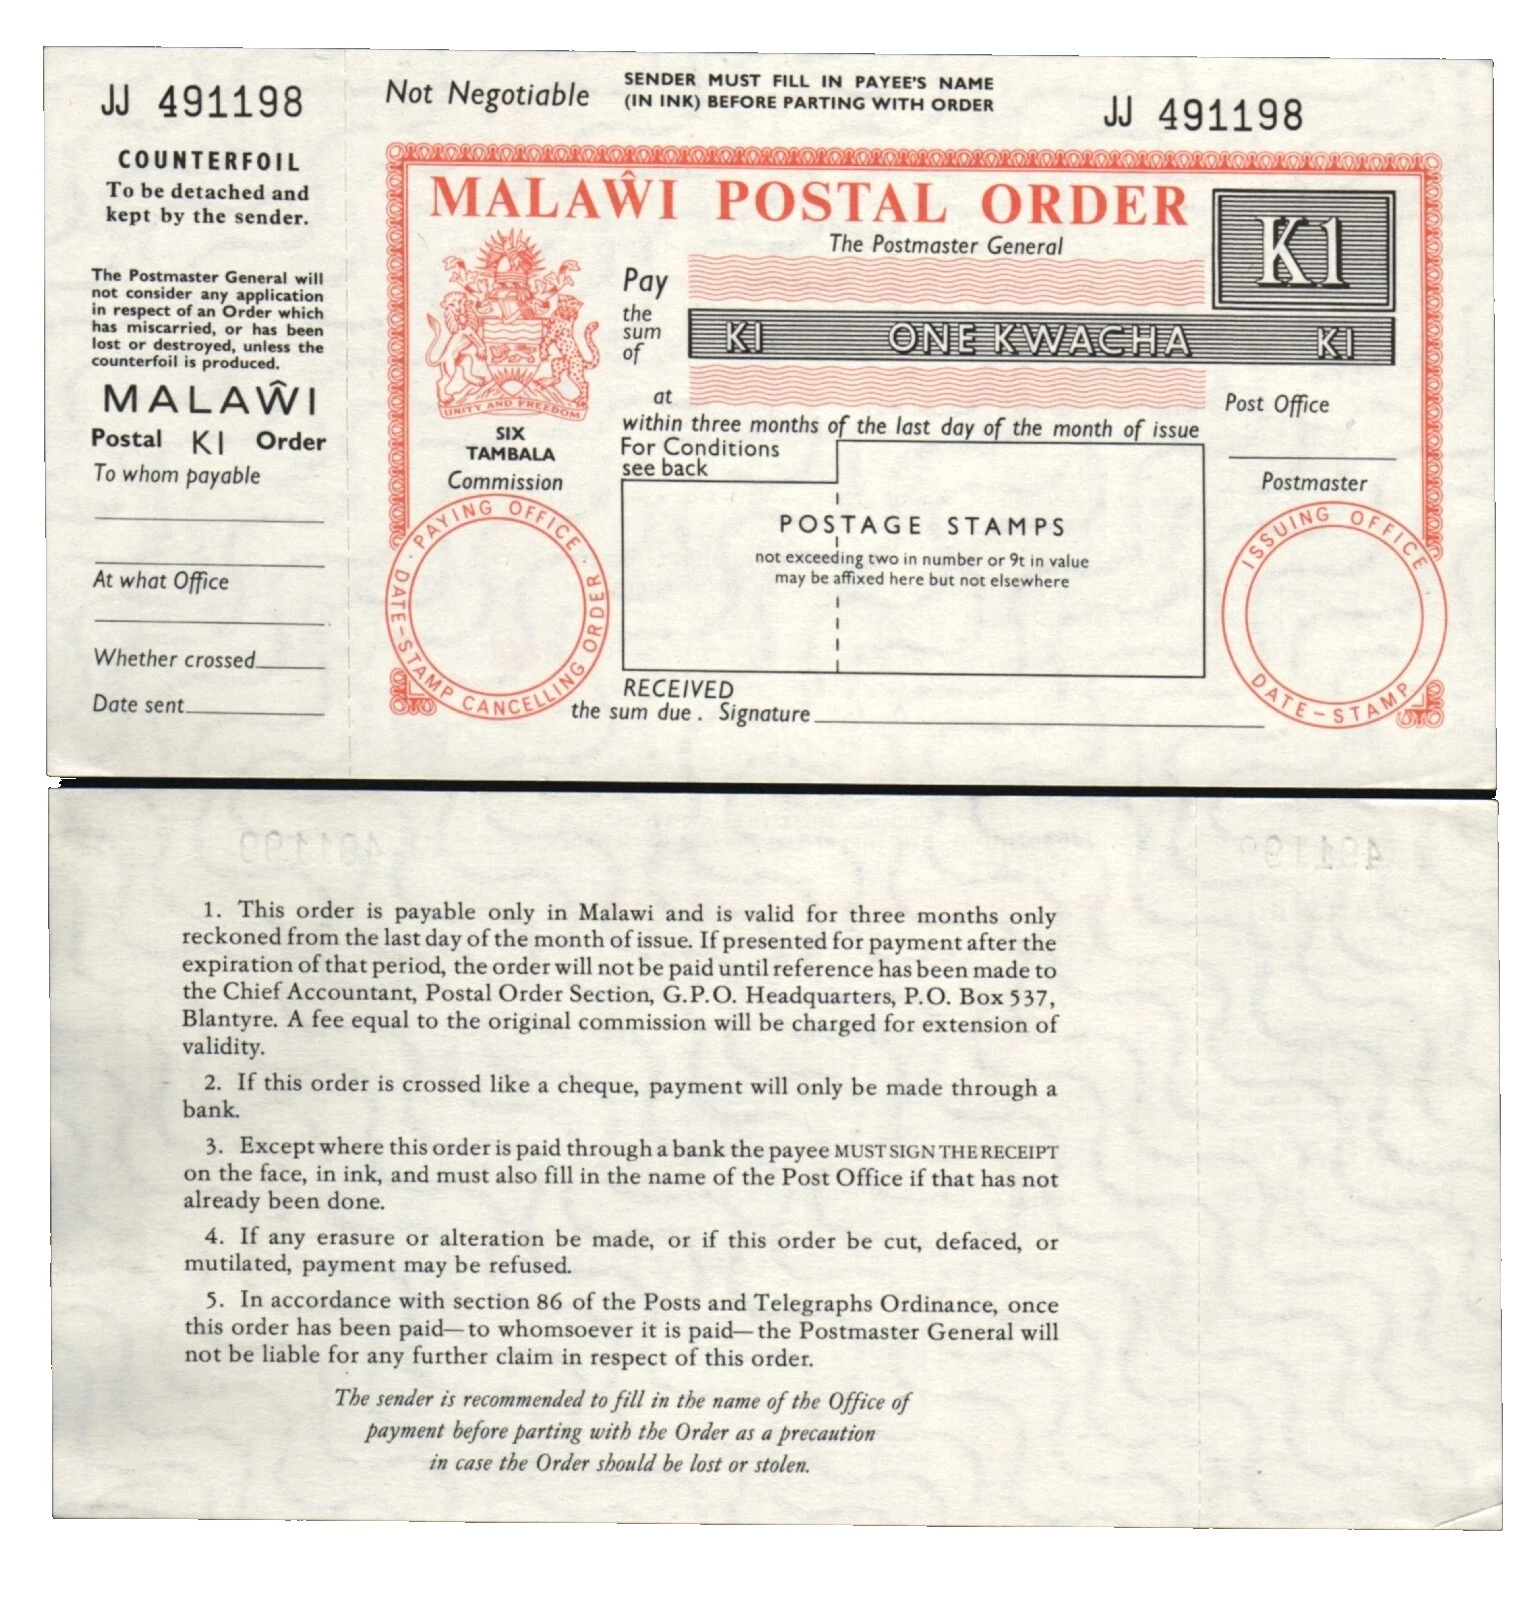 JJ 491198
COUNTERFOIL
To be detached and
kept by the sender.
The Postmaster General will
not consider any application
in respect of an Order which
has miscarried, or has been
lost or destroyed, unless the
counterfoil is produced.
MALAŴI
Postal K1 Order
To whom payable
At what Office
Whether crossed
Date sent
Not Negotiable
SENDER MUST FILL IN PAYEE'S NAME
(IN INK) BEFORE PARTING WITH ORDER
JJ 491198
MALAŴI POSTAL ORDER
K1
The Postmaster General
Pay
the
sum
of
K1 ONE KWACHA K1
at
Post Office
within three months of the last day of the month of issue
UNITY AND FREEDOM
SIX
TAMBALA
Commission
For Conditions
see back
Postmaster
POSTAGE STAMPS
not exceeding two in number or 9t in value
may be affixed here but not elsewhere
· PAYING OFFICE ·
DATE-STAMP CANCELLING ORDER
ISSUING OFFICE
DATE-STAMP
RECEIVED
the sum due. Signature
491199
491199
1. This order is payable only in Malawi and is valid for three months only
reckoned from the last day of the month of issue. If presented for payment after the
expiration of that period, the order will not be paid until reference has been made to
the Chief Accountant, Postal Order Section, G.P.O. Headquarters, P.O. Box 537,
Blantyre. A fee equal to the original commission will be charged for extension of
validity.
2. If this order is crossed like a cheque, payment will only be made through a
bank.
3. Except where this order is paid through a bank the payee MUST SIGN THE RECEIPT
on the face, in ink, and must also fill in the name of the Post Office if that has not
already been done.
4. If any erasure or alteration be made, or if this order be cut, defaced, or
mutilated, payment may be refused.
5. In accordance with section 86 of the Posts and Telegraphs Ordinance, once
this order has been paid—to whomsoever it is paid—the Postmaster General will
not be liable for any further claim in respect of this order.
The sender is recommended to fill in the name of the Office of
payment before parting with the Order as a precaution
in case the Order should be lost or stolen.